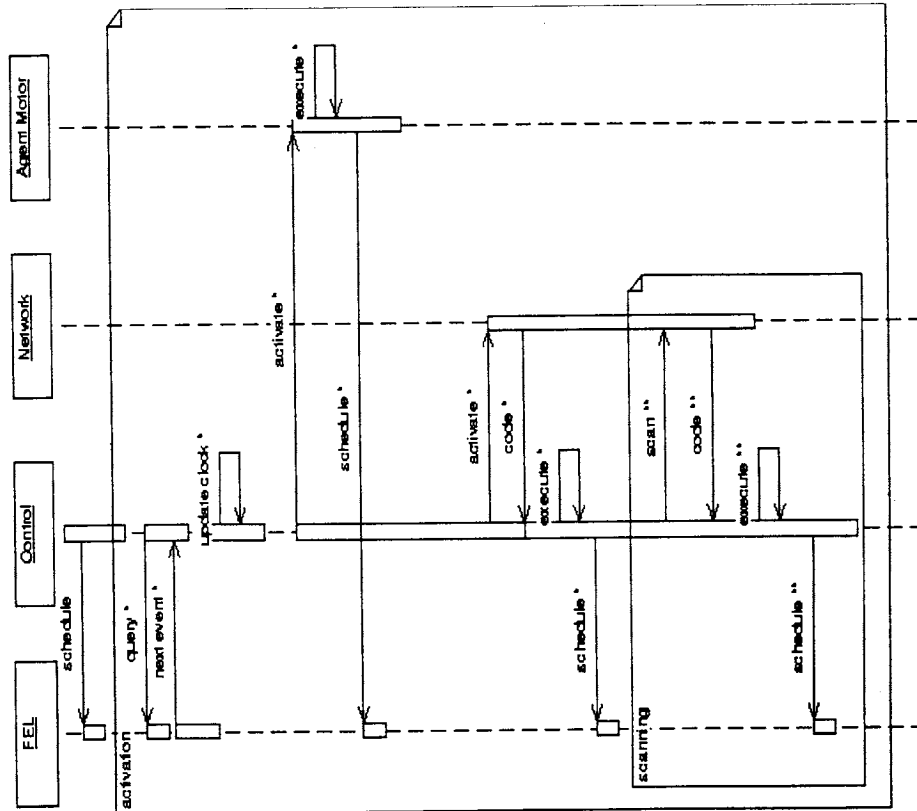 FEL
Control
Network
Agent Motor
schedule
activation
query *
next event *
update clock *
activate *
execute *
schedule *
activate *
code *
execute *
schedule *
scanning
scan **
code **
execute **
schedule **